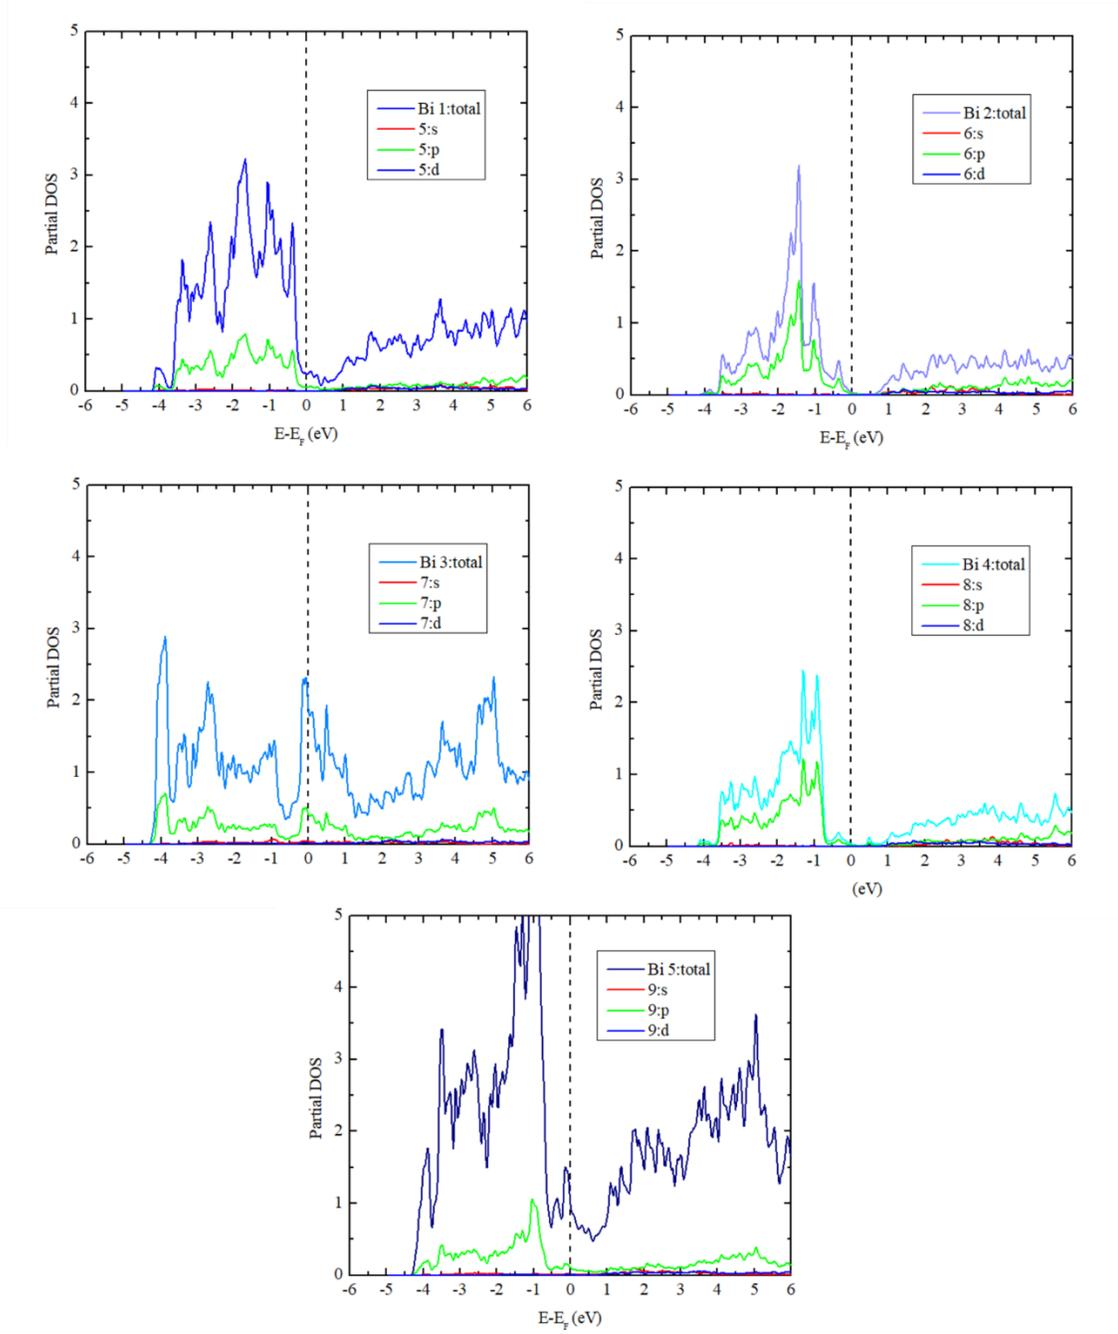 5
4
3
2
1
0
Partial DOS
Bi 1:total
5:s
5:p
5:d
-6 -5 -4 -3 -2 -1 0 1 2 3 4 5 6
E-E_F (eV)
5
4
3
2
1
0
Partial DOS
Bi 2:total
6:s
6:p
6:d
-6 -5 -4 -3 -2 -1 0 1 2 3 4 5 6
E-E_F (eV)
5
4
3
2
1
0
Partial DOS
Bi 3:total
7:s
7:p
7:d
-6 -5 -4 -3 -2 -1 0 1 2 3 4 5 6
5
4
3
2
1
0
Partial DOS
Bi 4:total
8:s
8:p
8:d
-6 -5 -4 -3 -2 -1 0 1 2 3 4 5 6
(eV)
5
4
3
2
1
0
Partial DOS
Bi 5:total
9:s
9:p
9:d
-6 -5 -4 -3 -2 -1 0 1 2 3 4 5 6
E-E_F (eV)